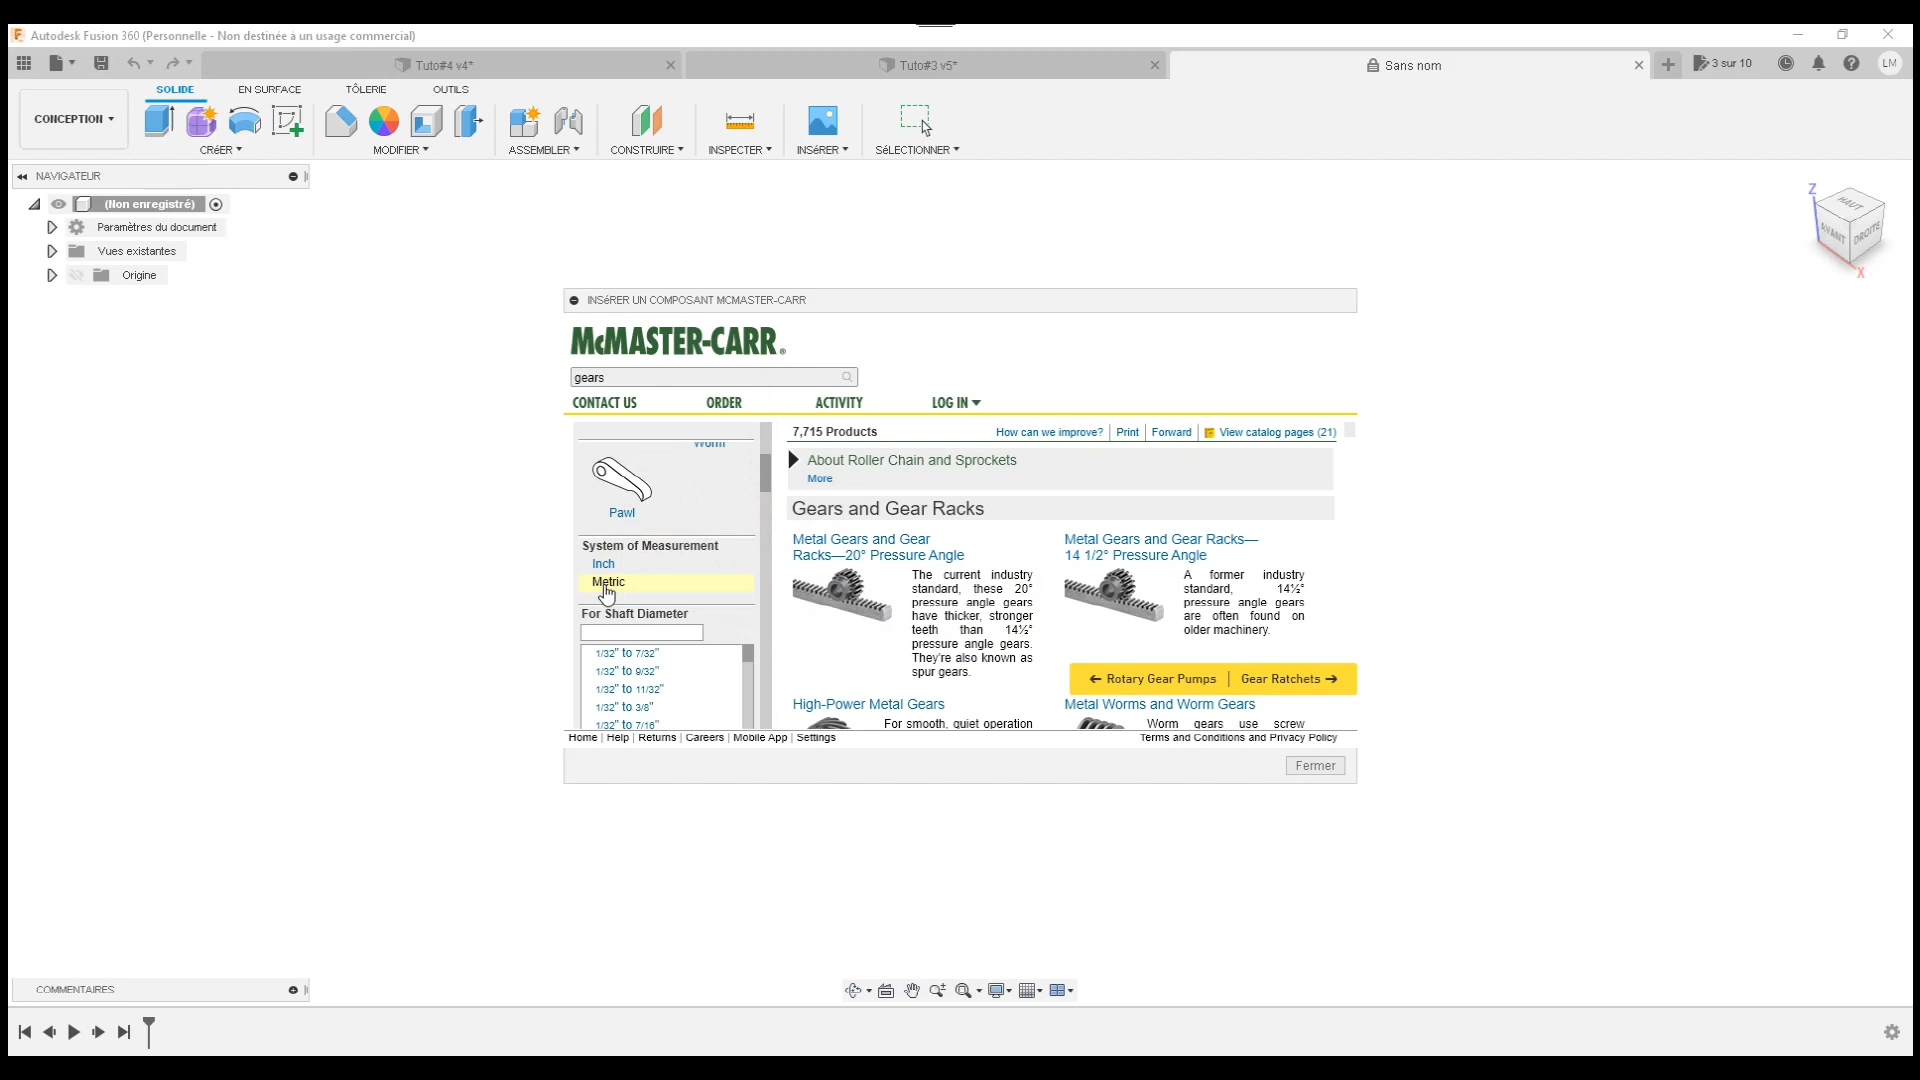 Autodesk Fusion 360 (Personnelle - Non destinée à un usage commercial)
Tuto#4 v4*
Tuto#3 v5*
Sans nom
3 sur 10
LM
CONCEPTION
SOLIDE
EN SURFACE
TÔLERIE
OUTILS
CRéER
MODIFIER
ASSEMBLER
CONSTRUIRE
INSPECTER
INSéRER
SéLECTIONNER
NAVIGATEUR
(Non enregistré)
Paramètres du document
Vues existantes
Origine
Z
HAUT
AVANT
DROITE
X
INSéRER UN COMPOSANT MCMASTER-CARR
McMASTER-CARR®
gears
CONTACT US
ORDER
ACTIVITY
LOG IN
Worm
Pawl
System of Measurement
Inch
Metric
For Shaft Diameter
1/32" to 7/32"
1/32" to 9/32"
1/32" to 11/32"
1/32" to 3/8"
1/32" to 7/16"
7,715 Products
How can we improve?
Print
Forward
View catalog pages (21)
About Roller Chain and Sprockets
More
Gears and Gear Racks
Metal Gears and Gear
Racks—20° Pressure Angle
The current industry
standard, these 20°
pressure angle gears
have thicker, stronger
teeth than 14½°
pressure angle gears.
They're also known as
spur gears.
Metal Gears and Gear Racks—
14 1/2° Pressure Angle
A former industry
standard, 14½°
pressure angle gears
are often found on
older machinery.
← Rotary Gear Pumps | Gear Ratchets →
High-Power Metal Gears
For smooth, quiet operation
Metal Worms and Worm Gears
Worm gears use screw
Home | Help | Returns | Careers | Mobile App | Settings
Terms and Conditions and Privacy Policy
Fermer
COMMENTAIRES